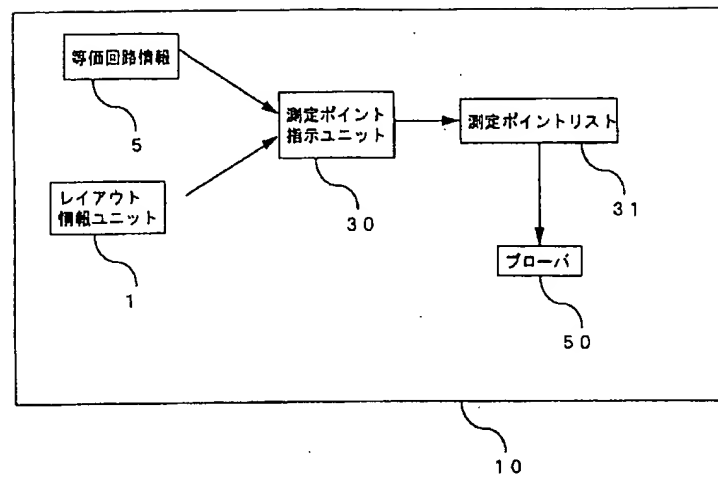 等価回路情報
5
測定ポイント
指示ユニット
30
測定ポイントリスト
31
レイアウト
情報ユニット
1
プローバ
50
10